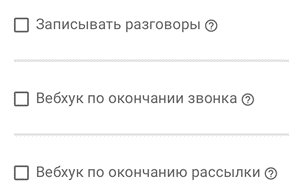 Записывать разговоры
Вебхук по окончании звонка
Вебхук по окончанию рассылки